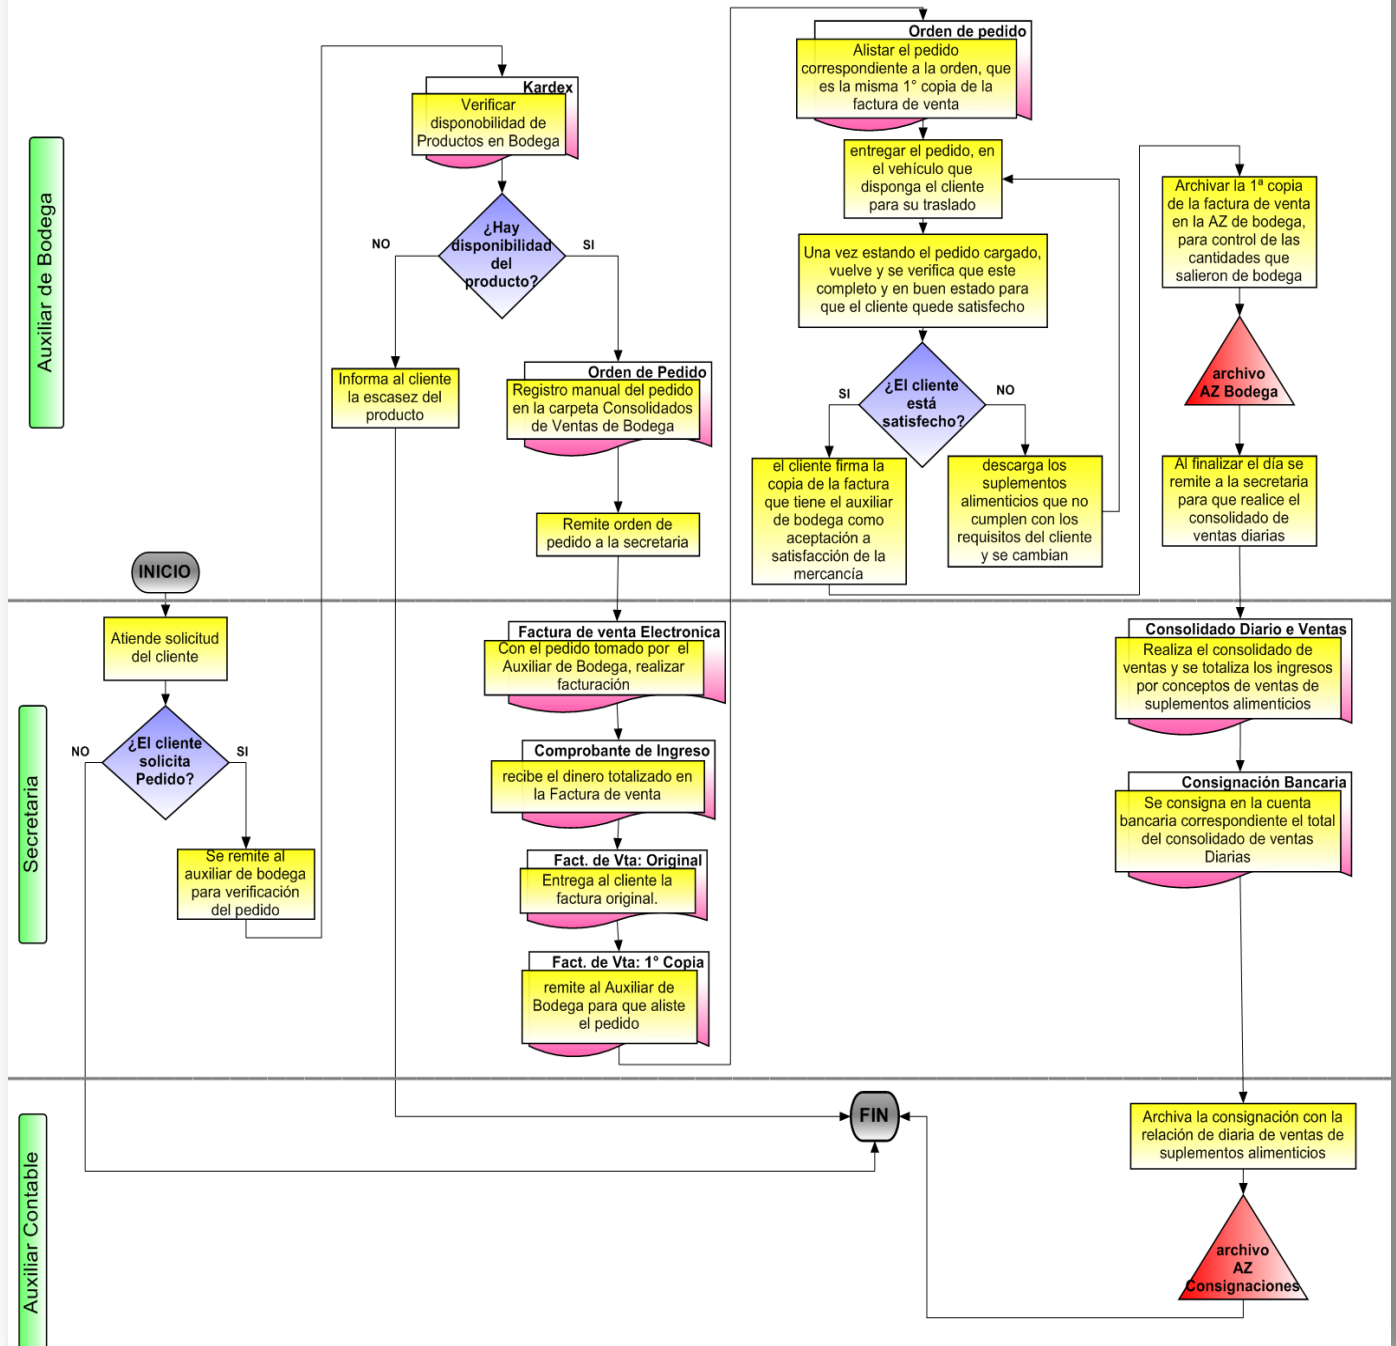 Auxiliar de Bodega
Kardex
Verificar
disponobilidad de
Productos en Bodega
¿Hay
disponibilidad
del
producto?
NO
SI
Informa al cliente
la escasez del
producto
Orden de Pedido
Registro manual del pedido
en la carpeta Consolidados
de Ventas de Bodega
Remite orden de
pedido a la secretaria
Orden de pedido
Alistar el pedido
correspondiente a la orden, que
es la misma 1° copia de la
factura de venta
entregar el pedido, en
el vehículo que
disponga el cliente
para su traslado
Una vez estando el pedido cargado,
vuelve y se verifica que este
completo y en buen estado para
que el cliente quede satisfecho
¿El cliente
está
satisfecho?
SI
NO
el cliente firma la
copia de la factura
que tiene el auxiliar
de bodega como
aceptación a
satisfacción de la
mercancía
descarga los
suplementos
alimenticios que no
cumplen con los
requisitos del cliente
y se cambian
Archivar la 1ª copia
de la factura de venta
en la AZ de bodega,
para control de las
cantidades que
salieron de bodega
archivo
AZ Bodega
Al finalizar el día se
remite a la secretaria
para que realice el
consolidado de
ventas diarias
INICIO
Secretaria
Atiende solicitud
del cliente
¿El cliente
solicita
Pedido?
NO
SI
Se remite al
auxiliar de bodega
para verificación
del pedido
Factura de venta Electronica
Con el pedido tomado por el
Auxiliar de Bodega, realizar
facturación
Comprobante de Ingreso
recibe el dinero totalizado en
la Factura de venta
Fact. de Vta: Original
Entrega al cliente la
factura original.
Fact. de Vta: 1° Copia
remite al Auxiliar de
Bodega para que aliste
el pedido
Consolidado Diario e Ventas
Realiza el consolidado de
ventas y se totaliza los ingresos
por conceptos de ventas de
suplementos alimenticios
Consignación Bancaria
Se consigna en la cuenta
bancaria correspondiente el total
del consolidado de ventas
Diarias
Auxiliar Contable
FIN
Archiva la consignación con la
relación de diaria de ventas de
suplementos alimenticios
archivo
AZ
Consignaciones